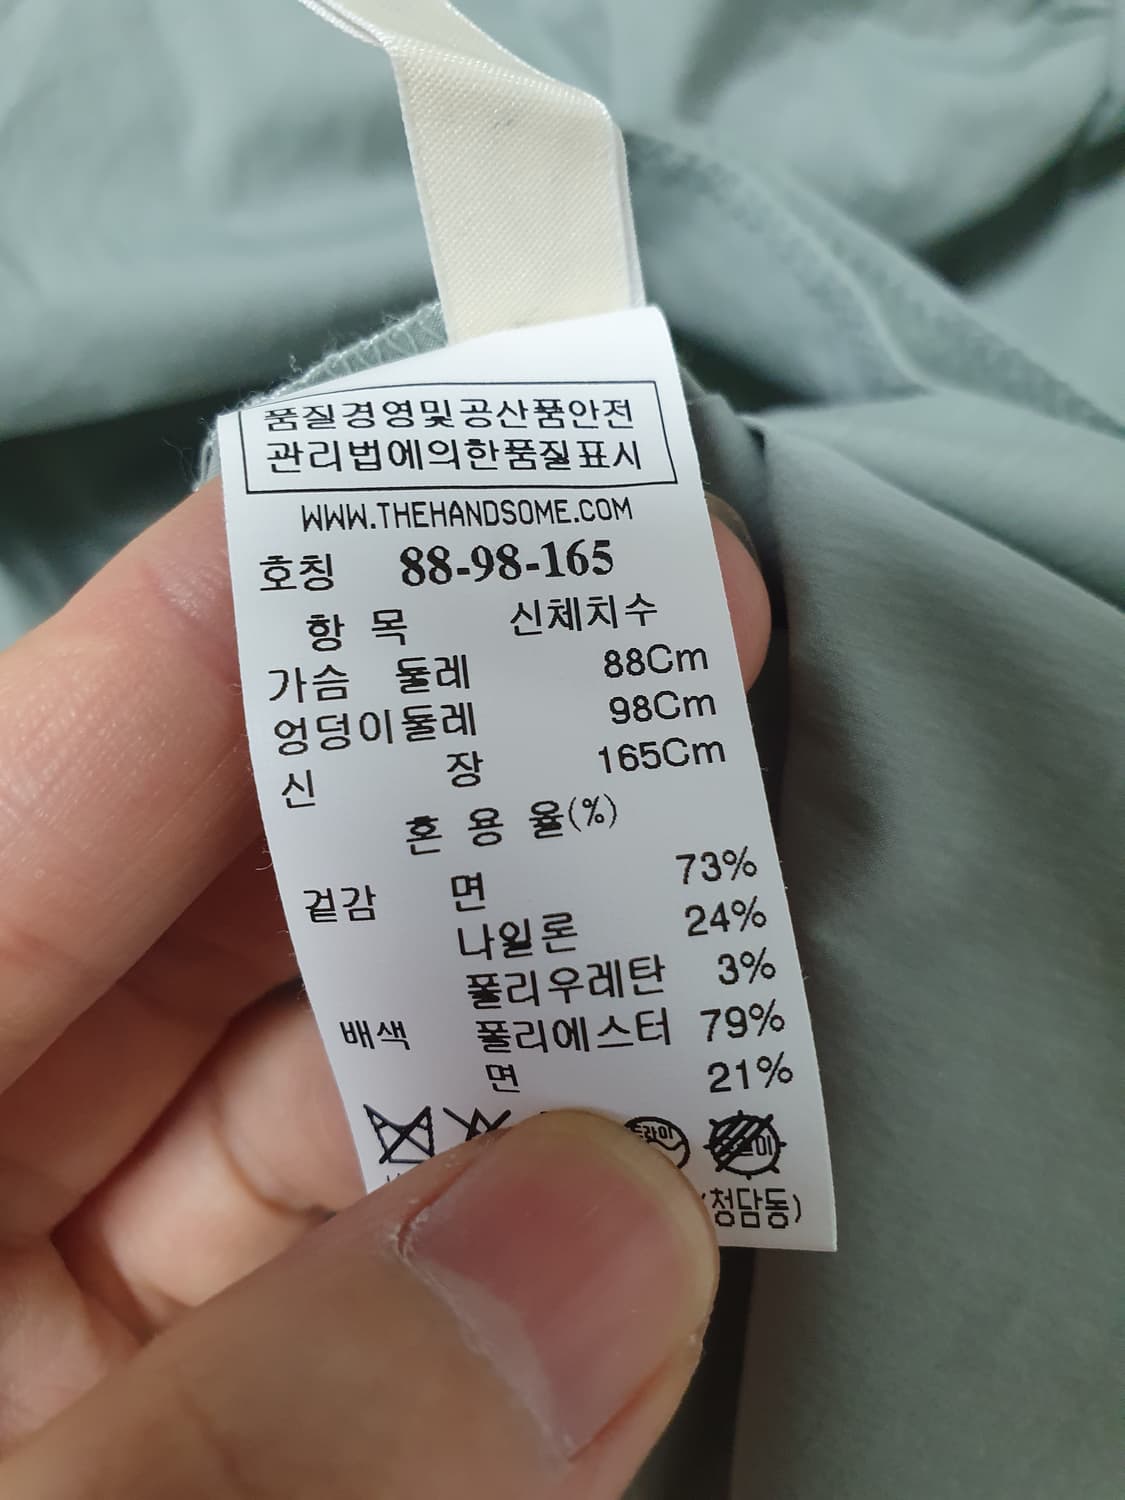 품질경영및공산품안전
관리법에의한품질표시
WWW.THEHANDSOME.COM
호칭 88-98-165
항 목 신체치수
가슴 둘레 88Cm
엉덩이둘레 98Cm
신 장 165Cm
혼 용 율(%)
겉감 면 73%
나일론 24%
폴리우레탄 3%
배색 폴리에스터 79%
면 21%
(청담동)